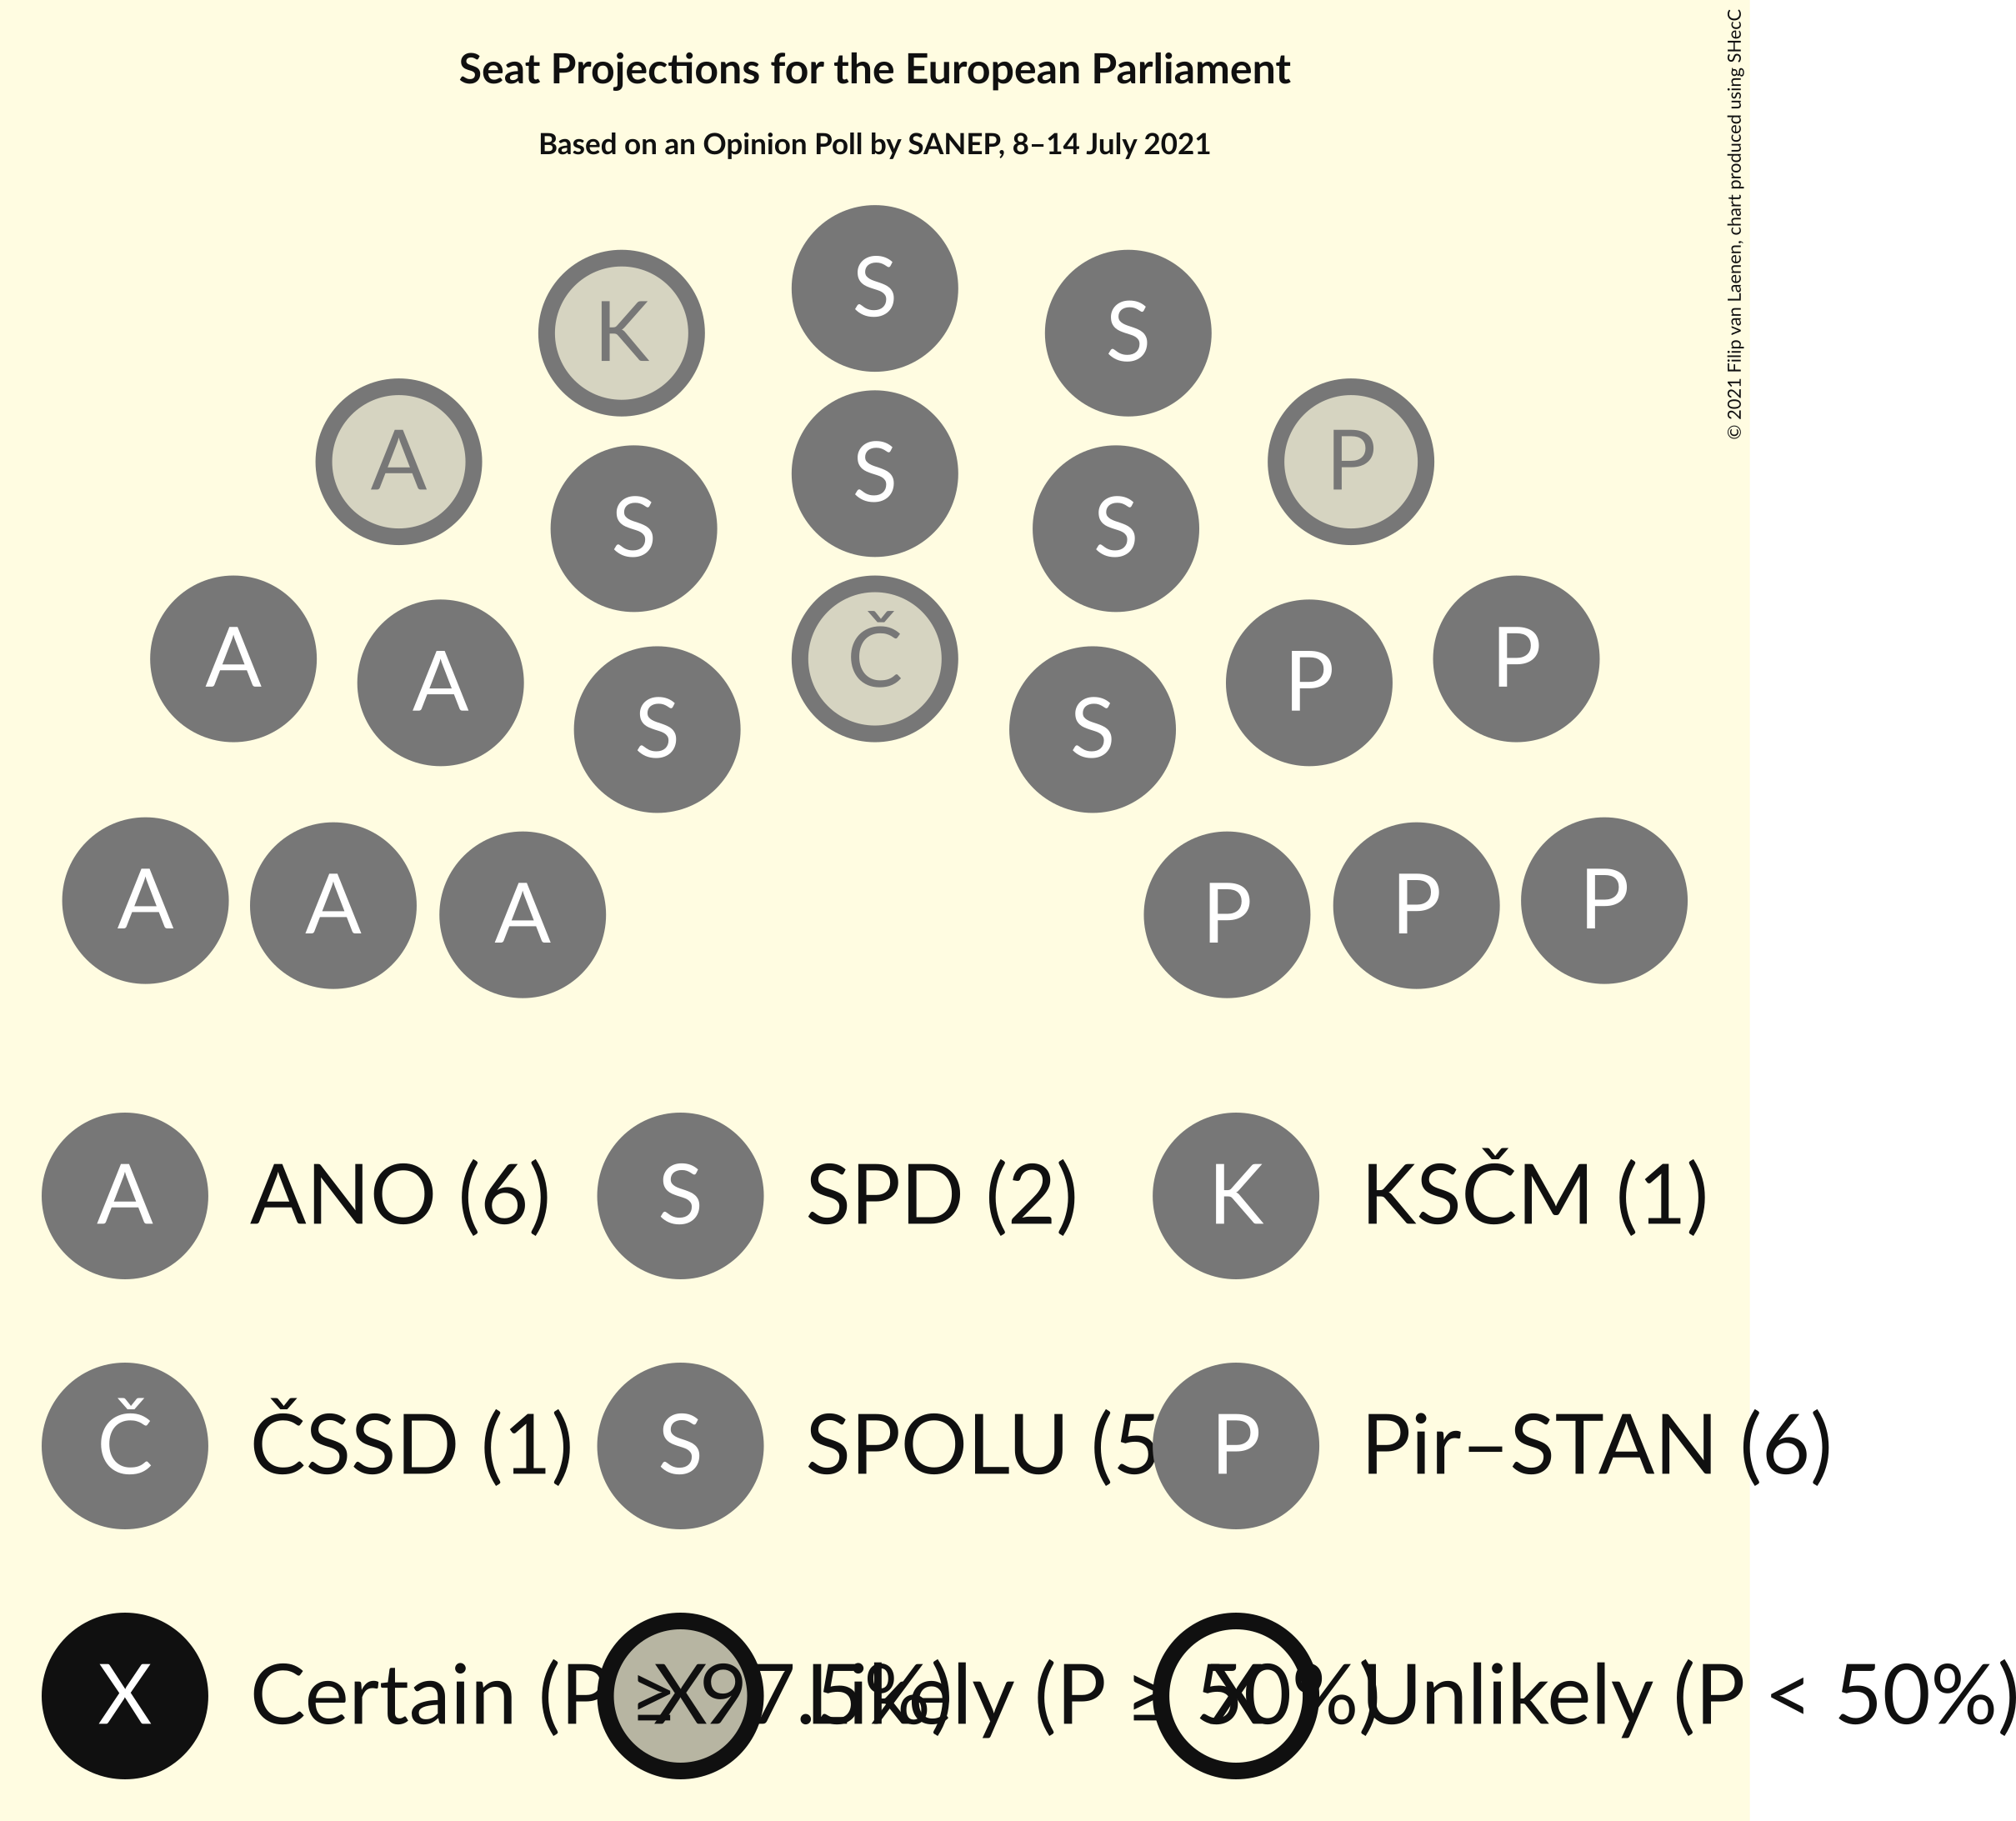 Seat Projections for the European Parliament
Based on an Opinion Poll by SANEP, 8–14 July 2021
© 2021 Filip van Laenen, chart produced using SHecC
S
K S
S
A P
S S
Č
A P
A P
S S
A P
A P
A P
A ANO (6) S SPD (2) K KSČM (1)
Č ČSSD (1) S SPOLU (5 P Pir–STAN (6)
X Certain (P ≥ 97.5%) X Likely (P ≥ 50%) X Unlikely (P < 50%)